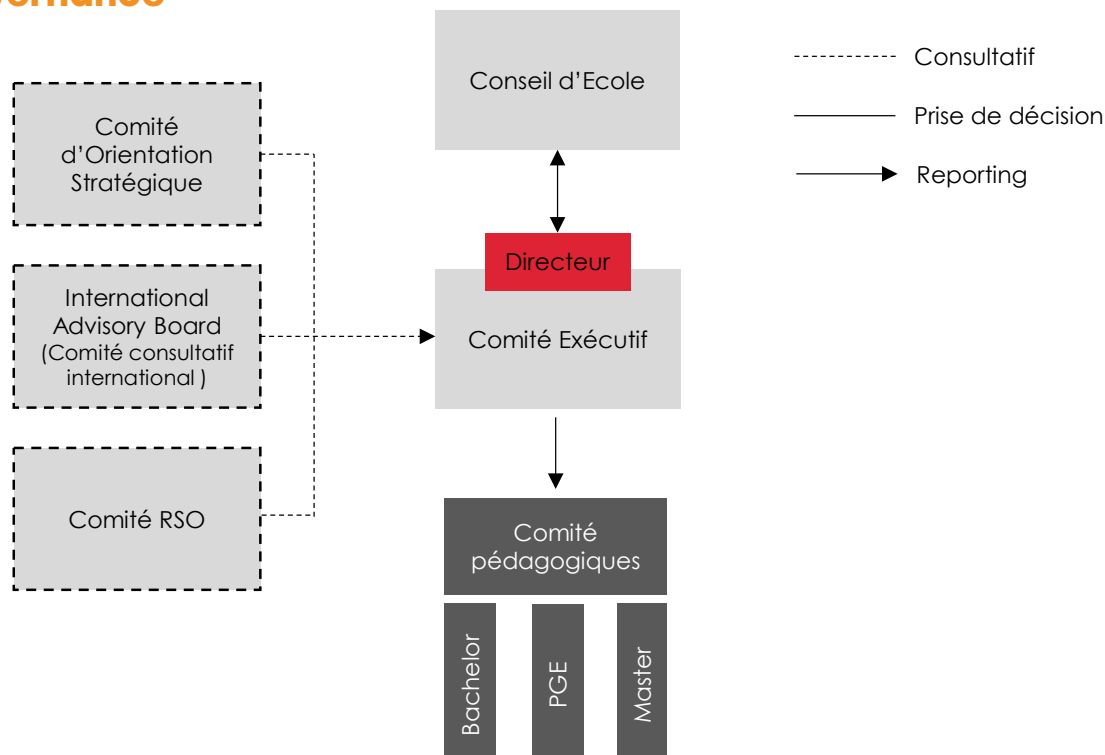 Conseil d'Ecole
Consultatif
Prise de décision
Reporting
Comité
d'Orientation
Stratégique
Directeur
International
Advisory Board
(Comité consultatif
international )
Comité Exécutif
Comité RSO
Comité
pédagogiques
Bachelor
PGE
Master